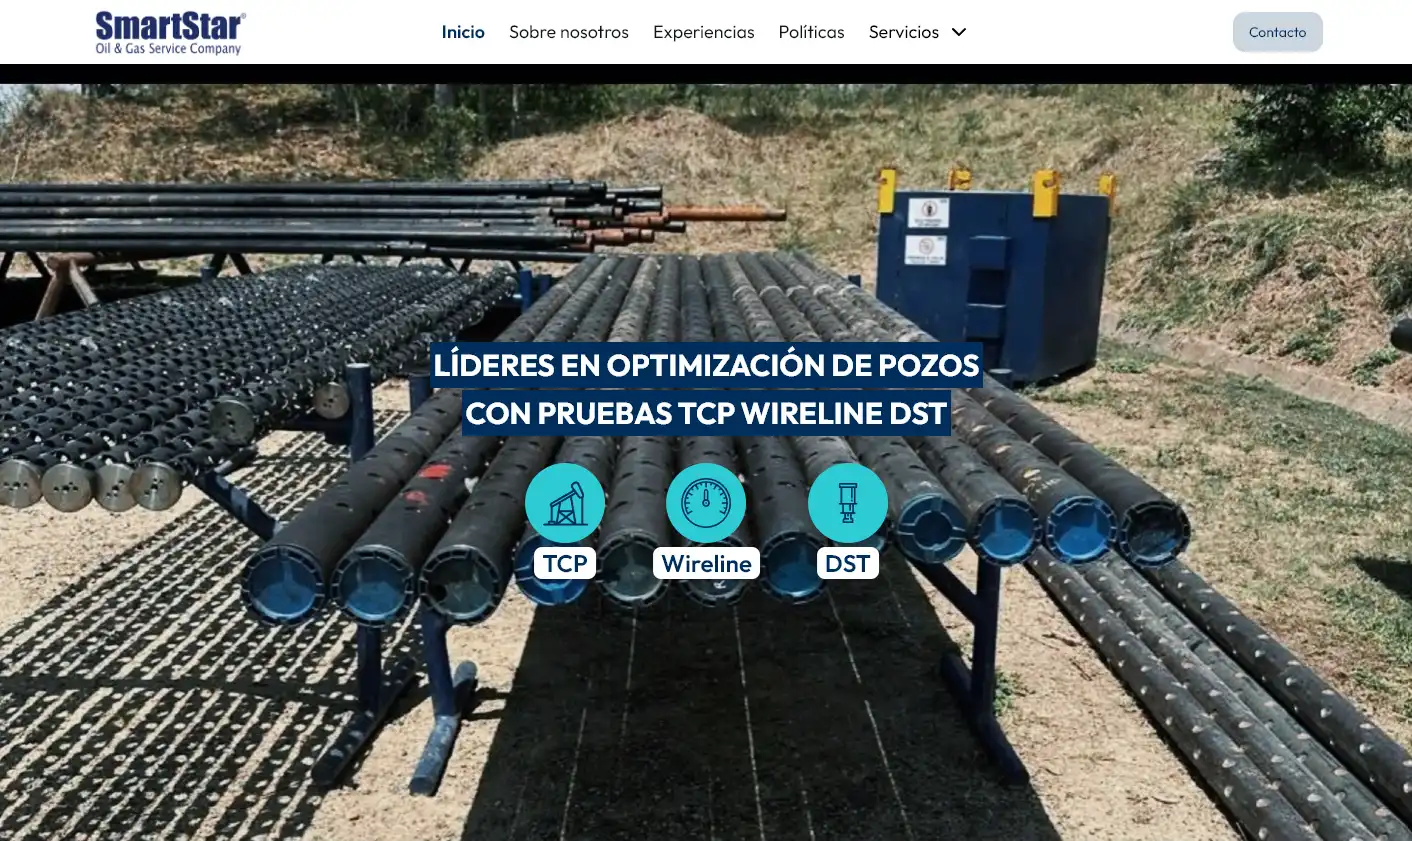 SmartStar®
Oil & Gas Service Company
Inicio
Sobre nosotros
Experiencias
Políticas
Servicios
Contacto
LÍDERES EN OPTIMIZACIÓN DE POZOS
CON PRUEBAS TCP WIRELINE DST
TCP
Wireline
DST